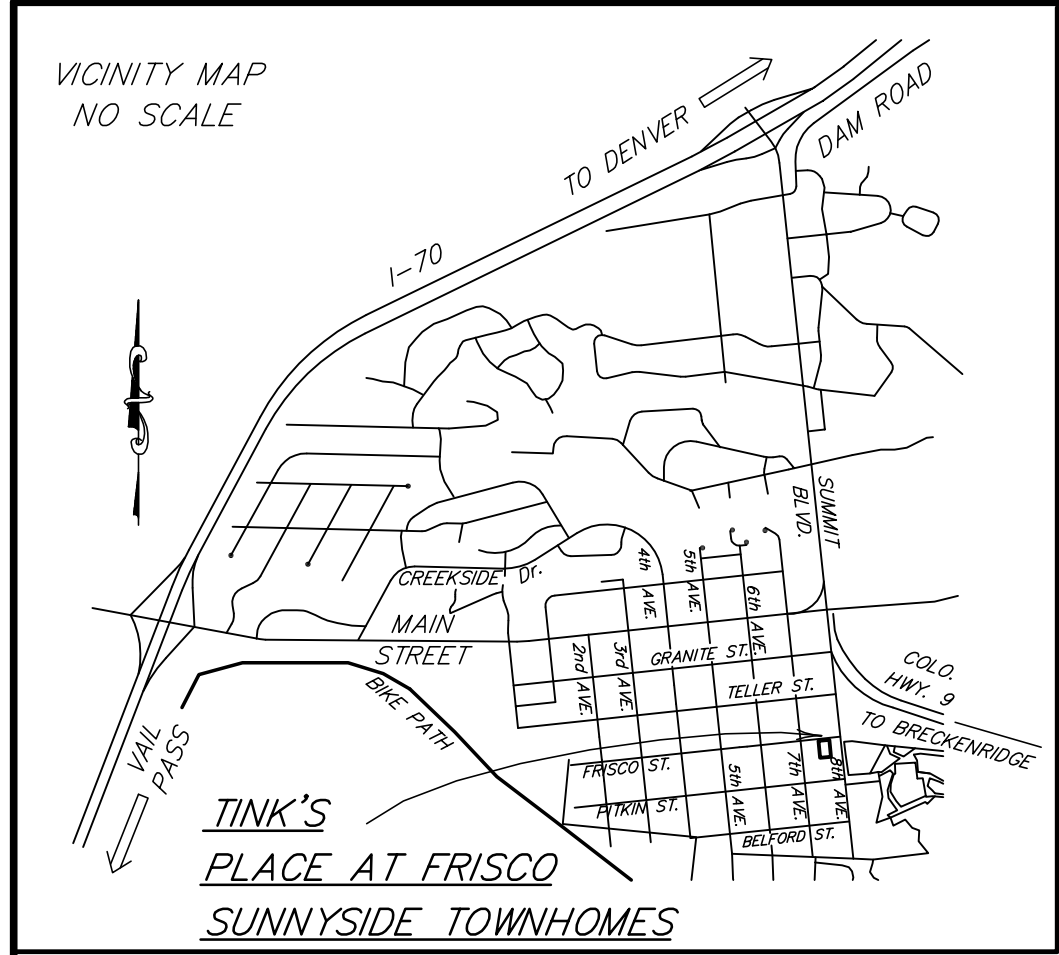 VICINITY MAP
NO SCALE
TO DENVER
DAM ROAD
I-70
SUMMIT
BLVD.
4th AVE.
5th AVE.
6th AVE.
CREEKSIDE Dr.
MAIN
STREET
2nd AVE.
3rd AVE.
GRANITE ST.
TELLER ST.
COLO.
HWY. 9
TO BRECKENRIDGE
BIKE PATH
VAIL
PASS
FRISCO ST.
PITKIN ST.
5th AVE.
7th AVE.
8th AVE.
BELFORD ST.
TINK'S
PLACE AT FRISCO
SUNNYSIDE TOWNHOMES